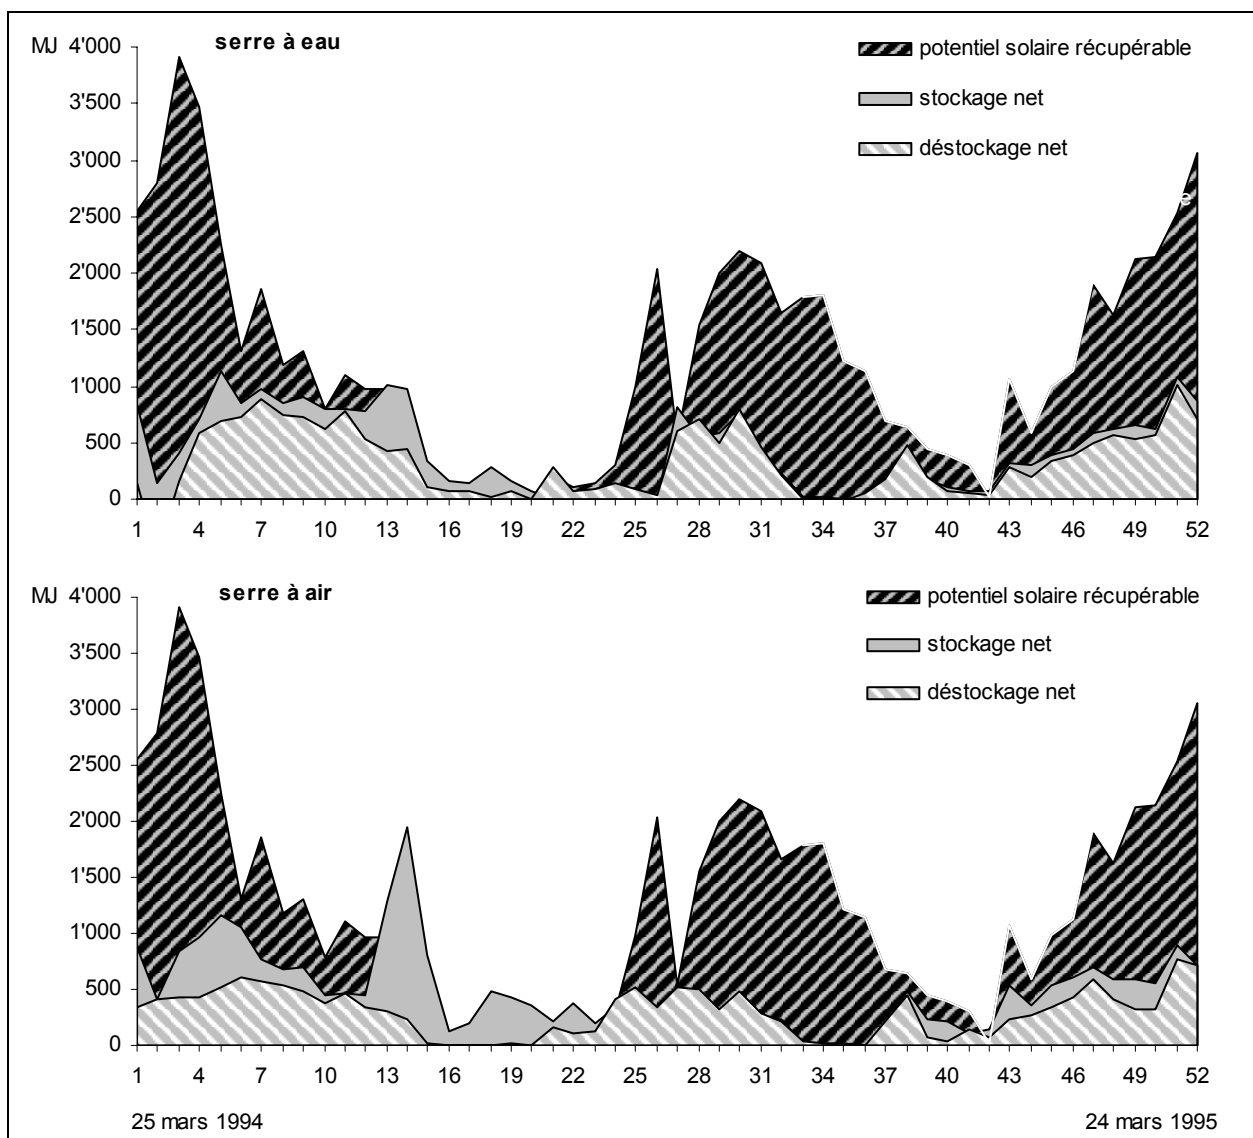 serre à eau
MJ 4'000
3'500
3'000
2'500
2'000
1'500
1'000
500
0
potentiel solaire récupérable
stockage net
déstockage net
e
1 4 7 10 13 16 19 22 25 28 31 34 37 40 43 46 49 52
serre à air
MJ 4'000
3'500
3'000
2'500
2'000
1'500
1'000
500
0
potentiel solaire récupérable
stockage net
déstockage net
1 4 7 10 13 16 19 22 25 28 31 34 37 40 43 46 49 52
25 mars 1994 24 mars 1995